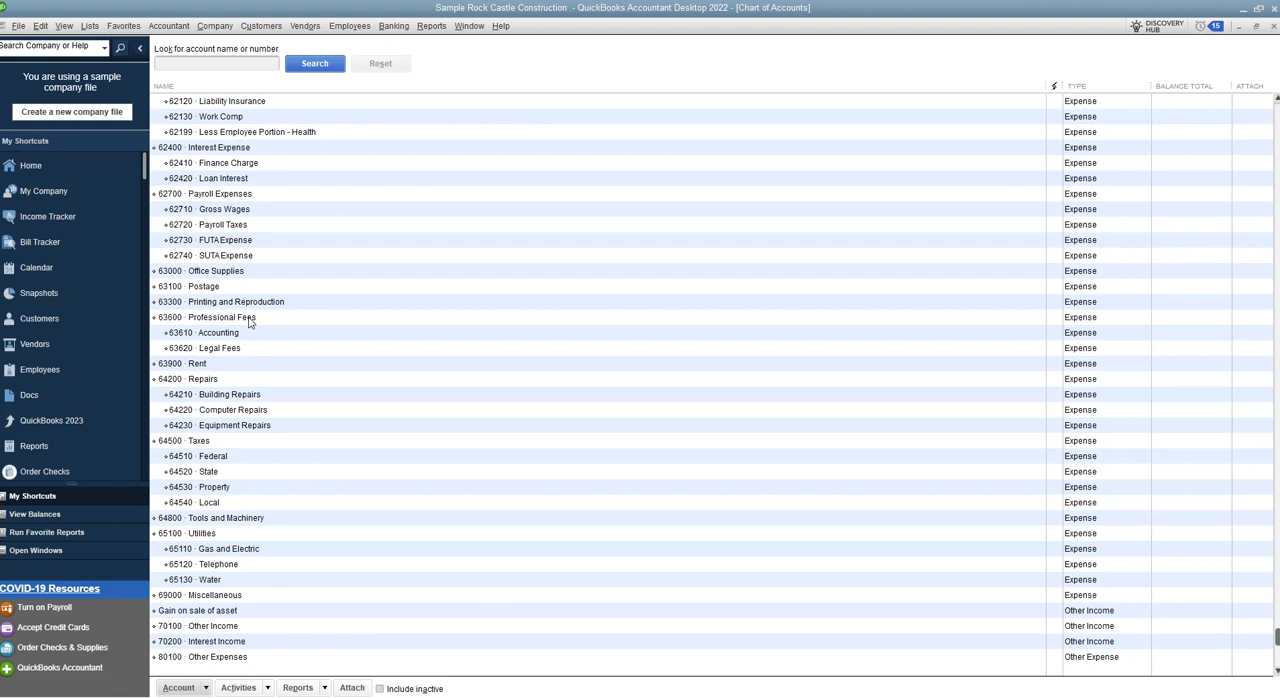 Sample Rock Castle Construction - QuickBooks Accountant Desktop 2022 - [Chart of Accounts]
File Edit View Lists Favorites Accountant Company Customers Vendors Employees Banking Reports Window Help
DISCOVERY HUB 15
Search Company or Help
Look for account name or number
Search Reset
You are using a sample company file
Create a new company file
My Shortcuts
Home
My Company
Income Tracker
Bill Tracker
Calendar
Snapshots
Customers
Vendors
Employees
Docs
QuickBooks 2023
Reports
Order Checks
My Shortcuts
View Balances
Run Favorite Reports
Open Windows
COVID-19 Resources
Turn on Payroll
Accept Credit Cards
Order Checks & Supplies
QuickBooks Accountant
NAME TYPE BALANCE TOTAL ATTACH
62120 · Liability Insurance Expense
62130 · Work Comp Expense
62199 · Less Employee Portion - Health Expense
62400 · Interest Expense Expense
62410 · Finance Charge Expense
62420 · Loan Interest Expense
62700 · Payroll Expenses Expense
62710 · Gross Wages Expense
62720 · Payroll Taxes Expense
62730 · FUTA Expense Expense
62740 · SUTA Expense Expense
63000 · Office Supplies Expense
63100 · Postage Expense
63300 · Printing and Reproduction Expense
63600 · Professional Fees Expense
63610 · Accounting Expense
63620 · Legal Fees Expense
63900 · Rent Expense
64200 · Repairs Expense
64210 · Building Repairs Expense
64220 · Computer Repairs Expense
64230 · Equipment Repairs Expense
64500 · Taxes Expense
64510 · Federal Expense
64520 · State Expense
64530 · Property Expense
64540 · Local Expense
64800 · Tools and Machinery Expense
65100 · Utilities Expense
65110 · Gas and Electric Expense
65120 · Telephone Expense
65130 · Water Expense
69000 · Miscellaneous Expense
Gain on sale of asset Other Income
70100 · Other Income Other Income
70200 · Interest Income Other Income
80100 · Other Expenses Other Expense
Account Activities Reports Attach Include inactive